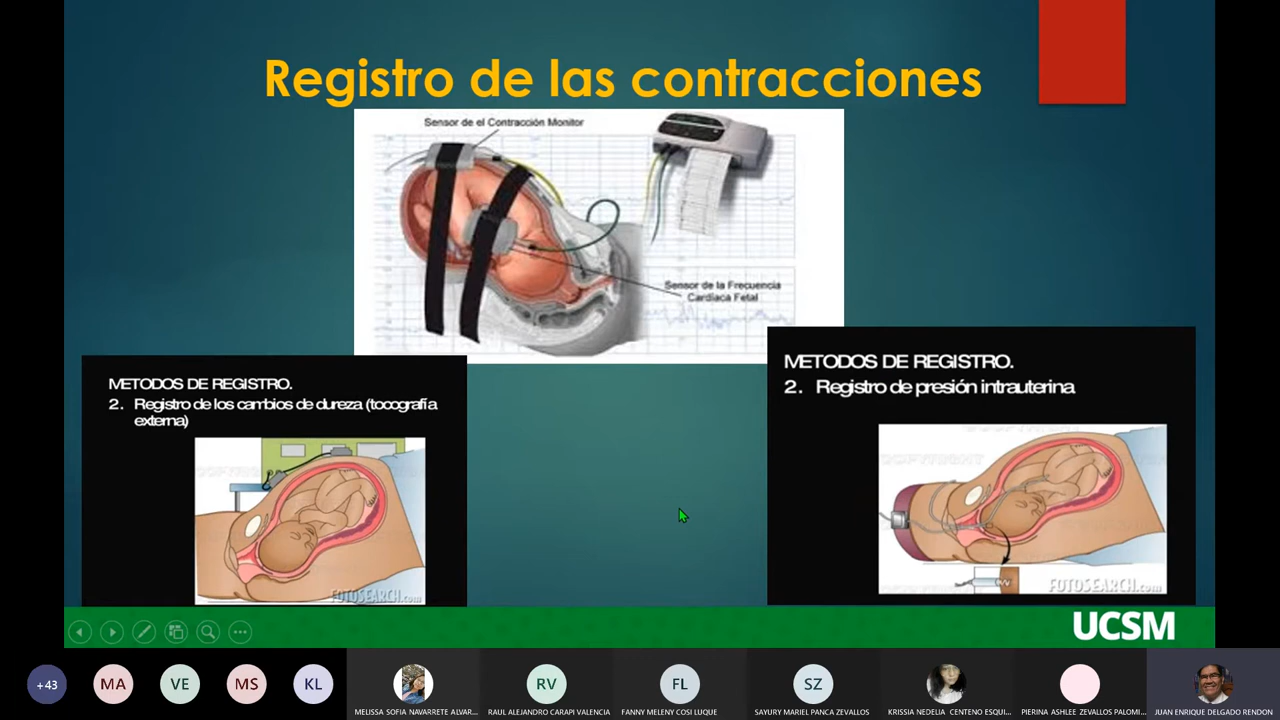 Registro de las contracciones
Sensor de el Contracción Monitor
Sensor de la Frecuencia
Cardíaca Fetal
METODOS DE REGISTRO.
2. Registro de los cambios de dureza (tocografía
externa)
FOTOSEARCH.com
METODOS DE REGISTRO.
2. Registro de presión intrauterina
FOTOSEARCH.com
UCSM
+43
MA
VE
MS
KL
MELISSA SOFIA NAVARRETE ALVAR...
RV
RAUL ALEJANDRO CARAPI VALENCIA
FL
FANNY MELENY COSI LUQUE
SZ
SAYURY MARIEL PANCA ZEVALLOS
KRISSIA NEDELIA CENTENO ESQUI...
PIERINA ASHLEE ZEVALLOS PALOMI...
JUAN ENRIQUE DELGADO RENDON